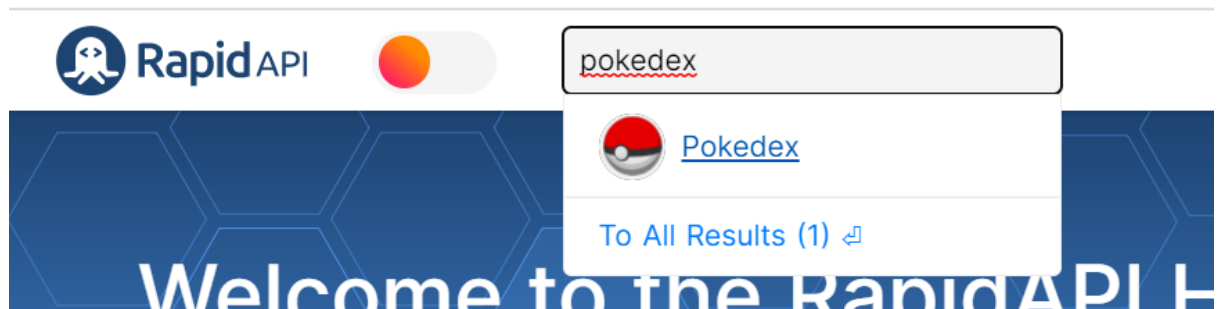 Rapid API
pokedex
Pokedex
To All Results (1) ⏎
Welcome to the RapidAPI H